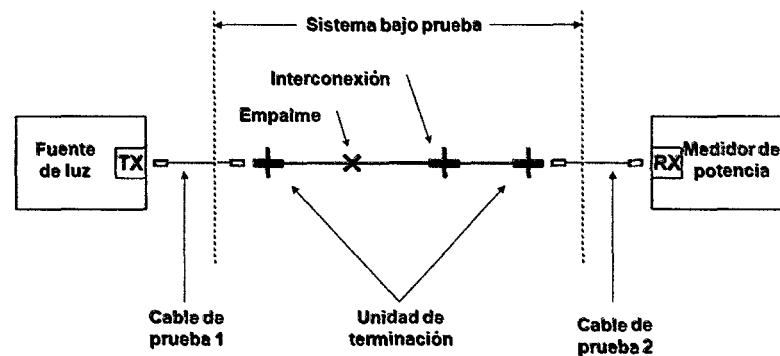 Sistema bajo prueba
Interconexión
Empalme
Fuente
de luz
TX
RX
Medidor de
potencia
Cable de
prueba 1
Unidad de
terminación
Cable de
prueba 2